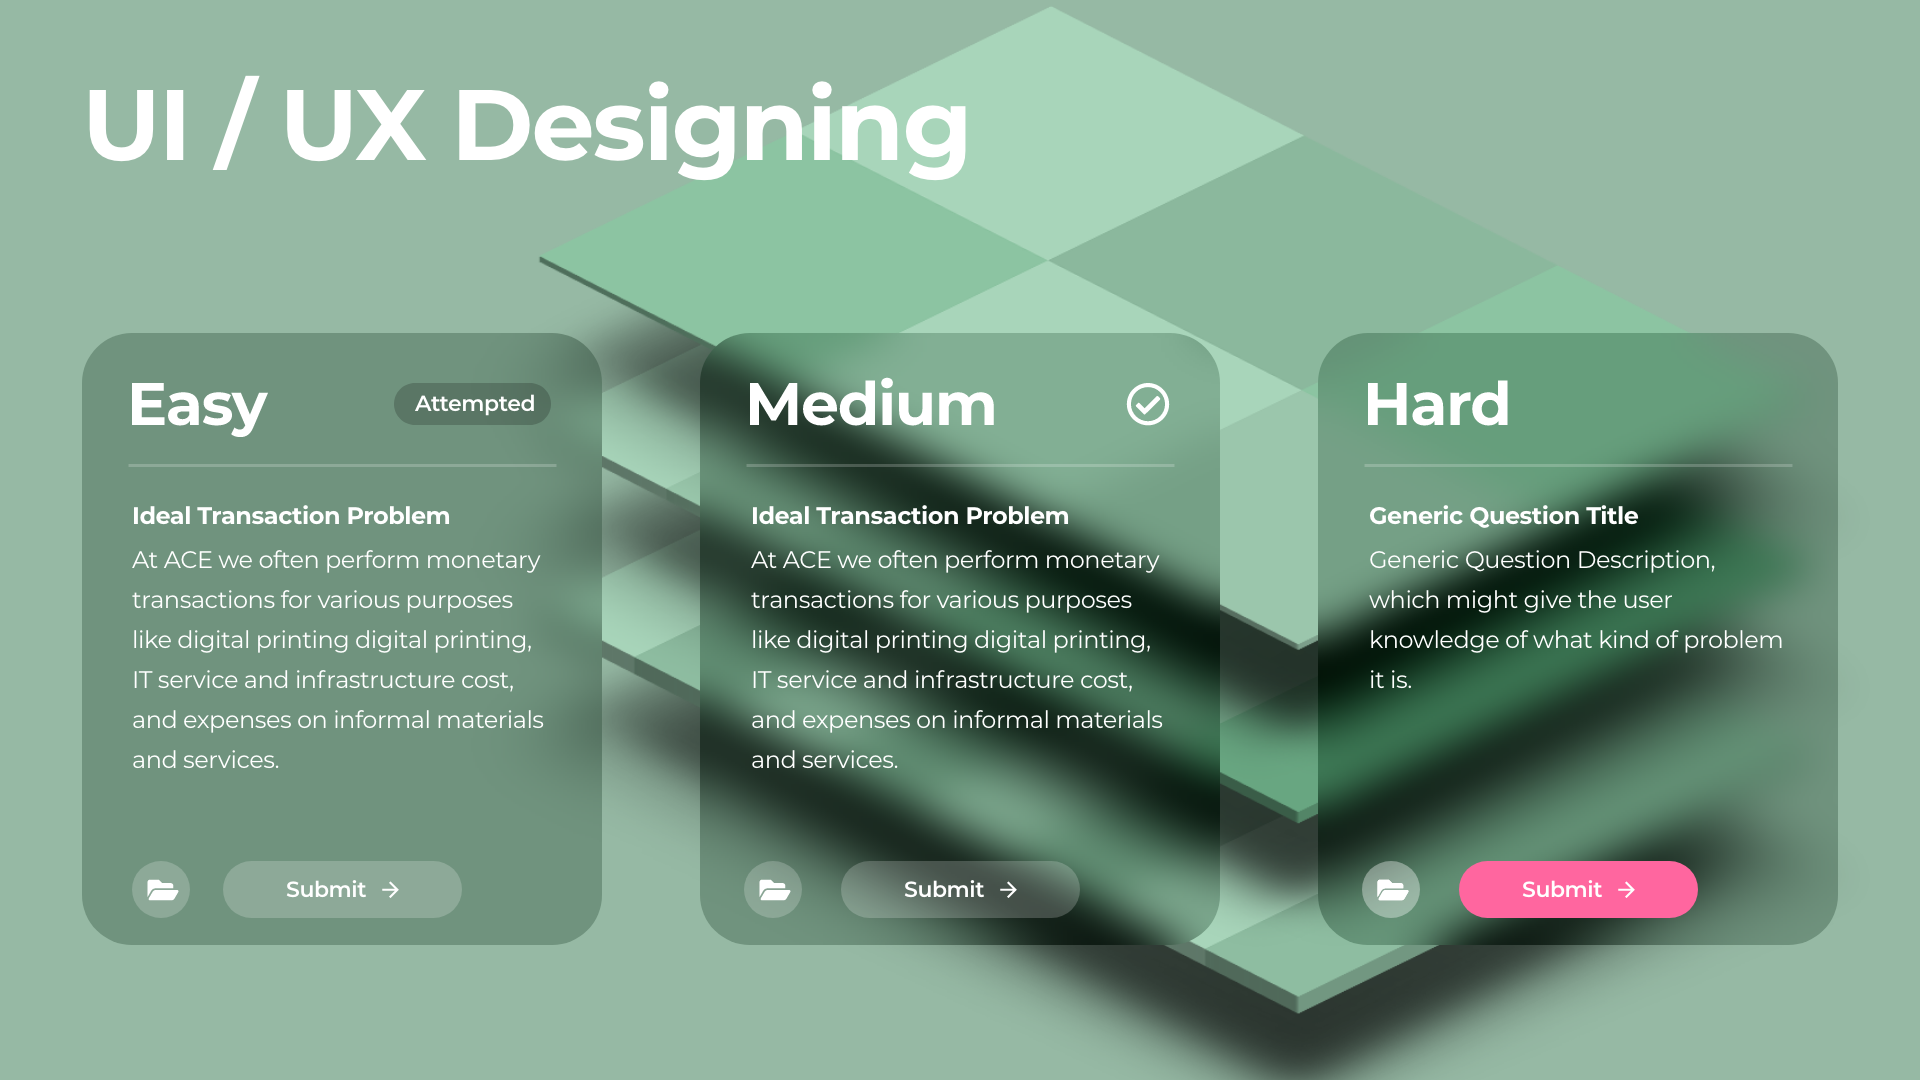 UI / UX Designing
Easy
Attempted
Ideal Transaction Problem
At ACE we often perform monetary
transactions for various purposes
like digital printing digital printing,
IT service and infrastructure cost,
and expenses on informal materials
and services.
Submit
Medium
Ideal Transaction Problem
At ACE we often perform monetary
transactions for various purposes
like digital printing digital printing,
IT service and infrastructure cost,
and expenses on informal materials
and services.
Submit
Hard
Generic Question Title
Generic Question Description,
which might give the user
knowledge of what kind of problem
it is.
Submit